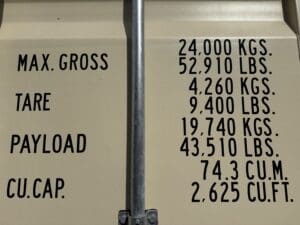 MAX. GROSS 24,000 KGS.
52,910 LBS.
TARE 4,260 KGS.
9,400 LBS.
PAYLOAD 19,740 KGS.
43,510 LBS.
CU.CAP. 74.3 CU.M.
2,625 CU.FT.